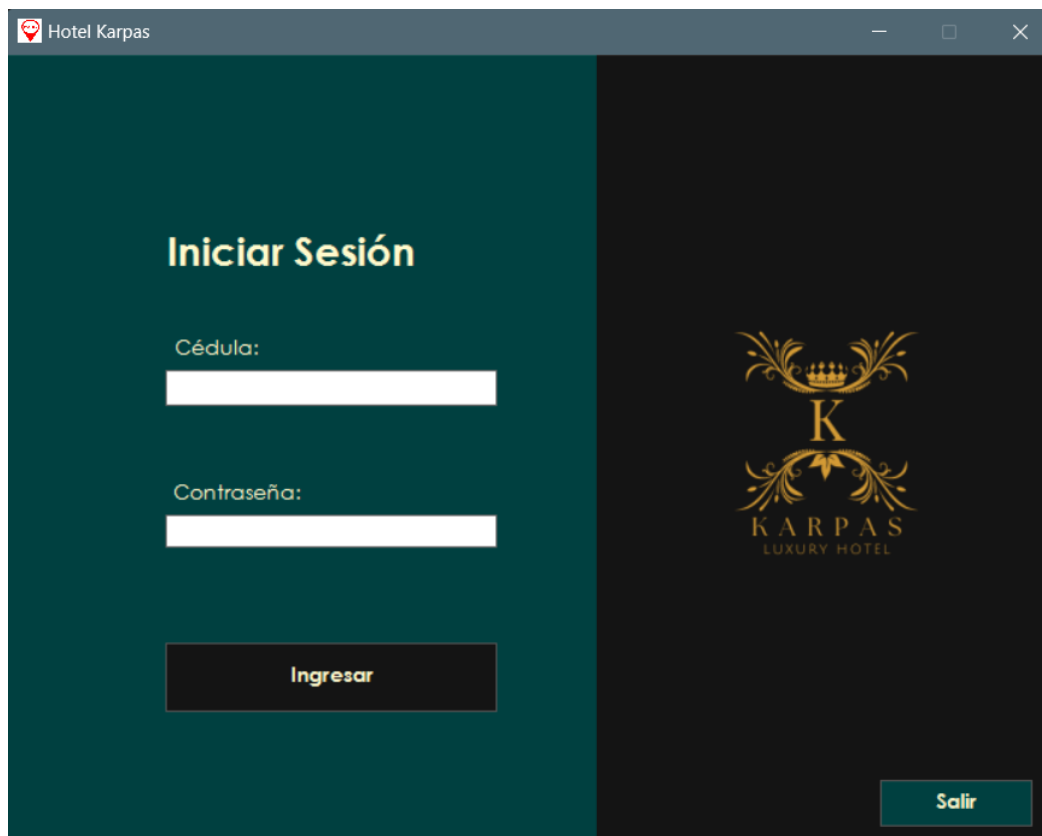 Hotel Karpas
Iniciar Sesión
Cédula:
Contraseña:
Ingresar
K
KARPAS
LUXURY HOTEL
Salir